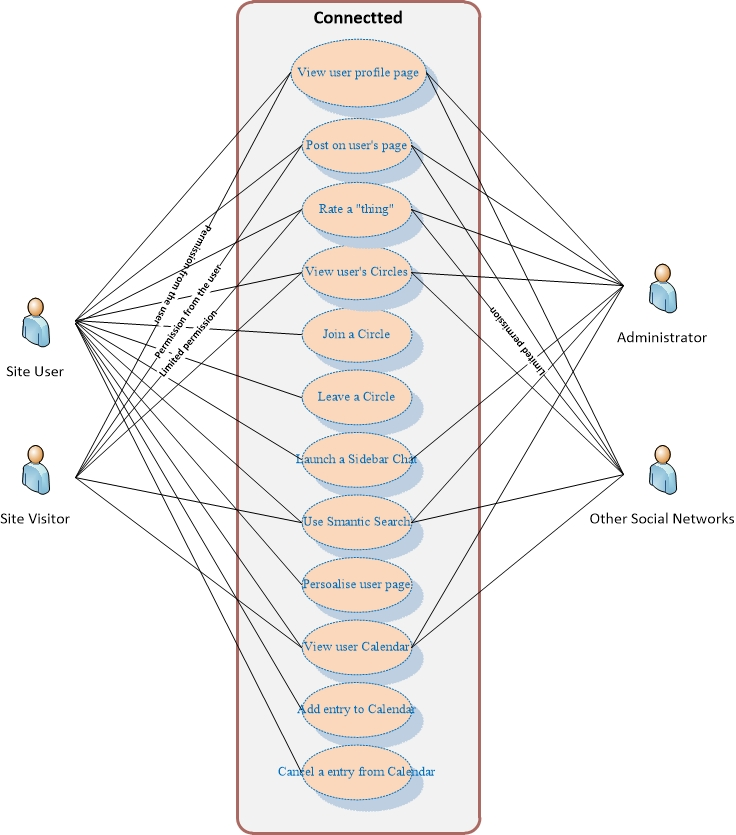 Connectted
View user profile page
Post on user's page
Rate a "thing"
View user's Circles
Join a Circle
Leave a Circle
Launch a Sidebar Chat
Use Smantic Search
Persoalise user page
View user Calendar
Add entry to Calendar
Cancel a entry from Calendar
Permission from the user
Permission from the user
Limited permission
Limited permission
Site User
Site Visitor
Administrator
Other Social Networks